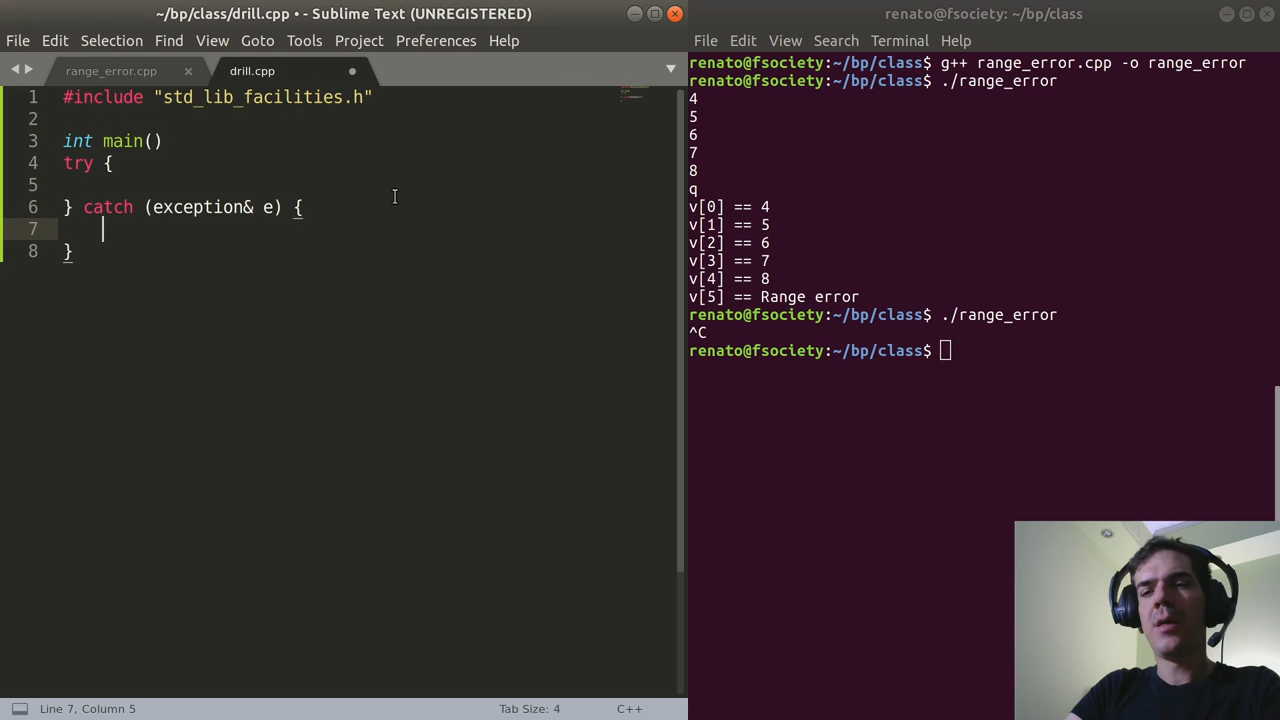 ~/bp/class/drill.cpp • - Sublime Text (UNREGISTERED)
File Edit Selection Find View Goto Tools Project Preferences Help
range_error.cpp
drill.cpp
1 #include "std_lib_facilities.h"
2
3 int main()
4 try {
5
6 } catch (exception& e) {
7
8 }
Line 7, Column 5
Tab Size: 4
C++
renato@fsociety: ~/bp/class
File Edit View Search Terminal Help
renato@fsociety:~/bp/class$ g++ range_error.cpp -o range_error
renato@fsociety:~/bp/class$ ./range_error
4
5
6
7
8
q
v[0] == 4
v[1] == 5
v[2] == 6
v[3] == 7
v[4] == 8
v[5] == Range error
renato@fsociety:~/bp/class$ ./range_error
^C
renato@fsociety:~/bp/class$